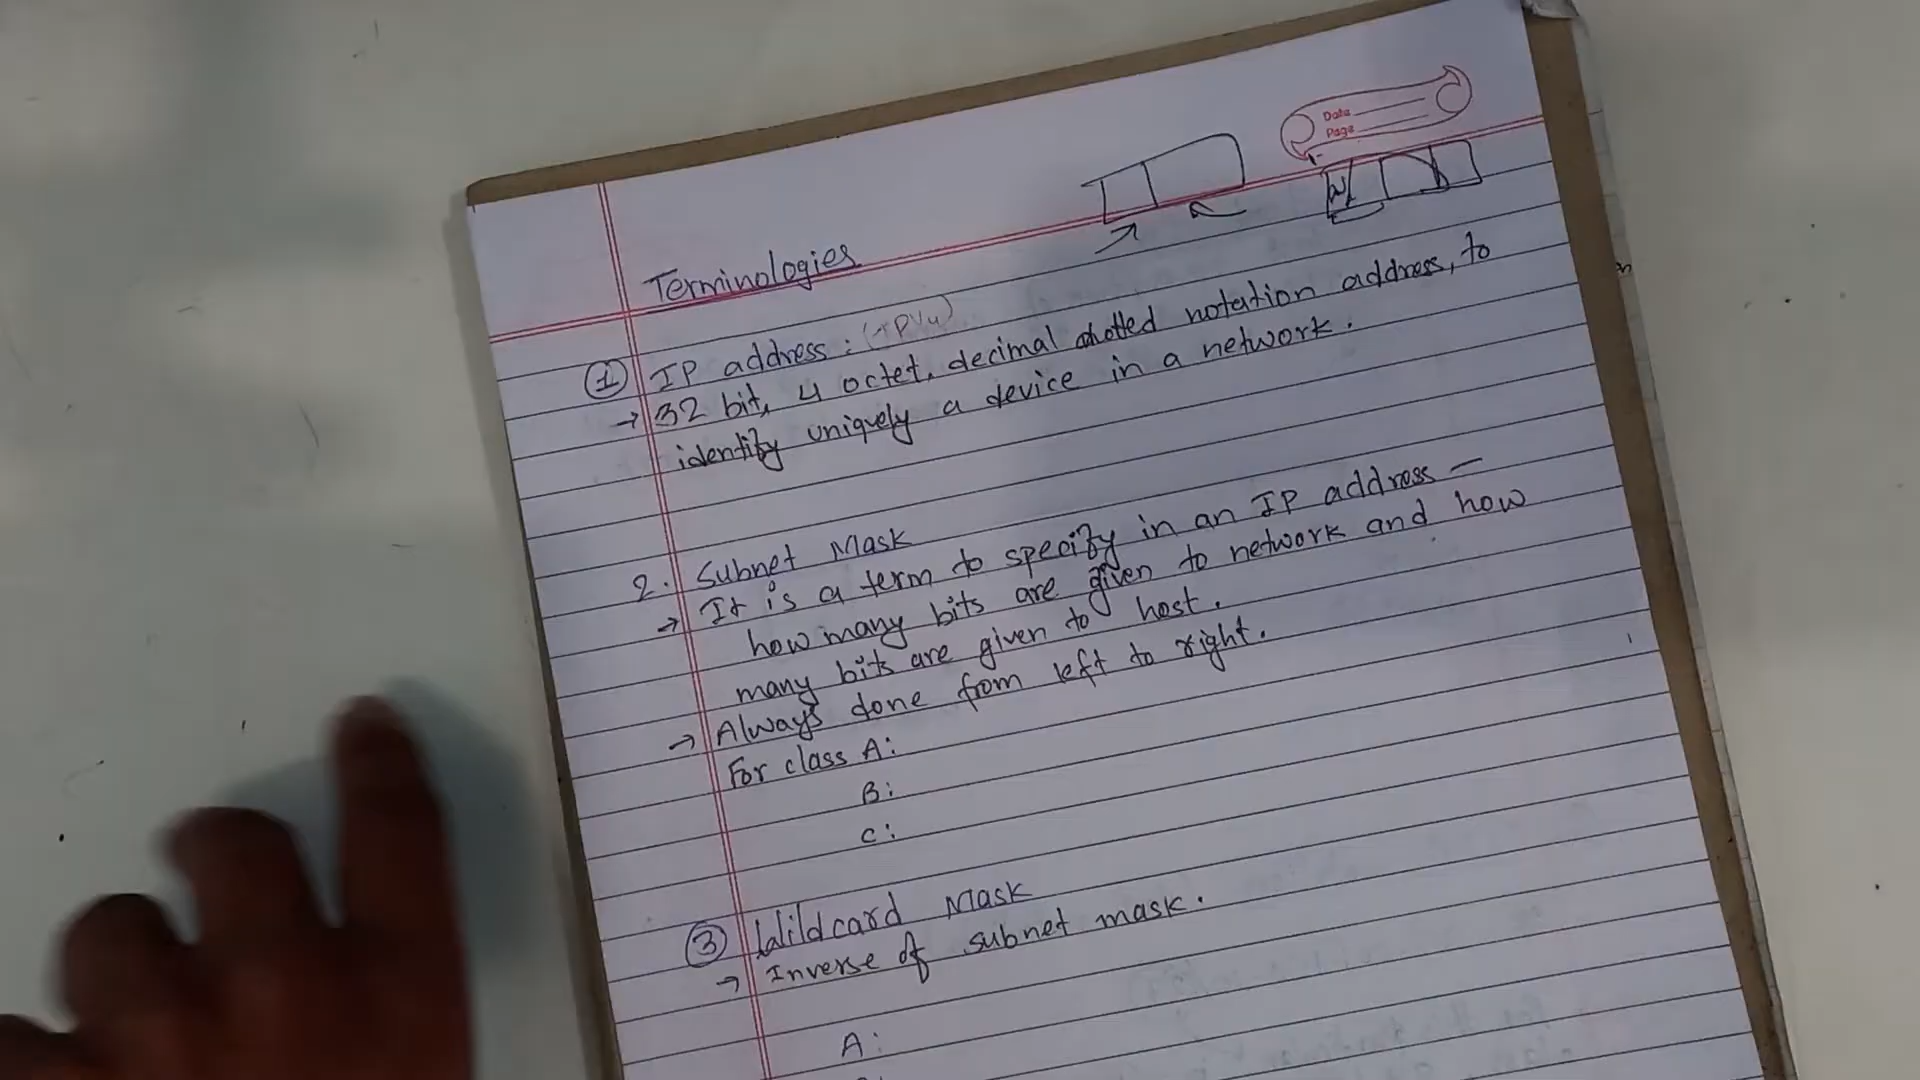 Date
Page
Terminologies
① IP address: (IPV4)
→ 32 bit, 4 octet, decimal dotted notation address, to
identify uniquely a device in a network.
2. Subnet Mask
→ It is a term to specify in an IP address —
how many bits are given to network and how
many bits are given to host.
→ Always done from left to right.
For class A:
B:
C:
③ Wildcard Mask
→ Inverse of subnet mask.
A: